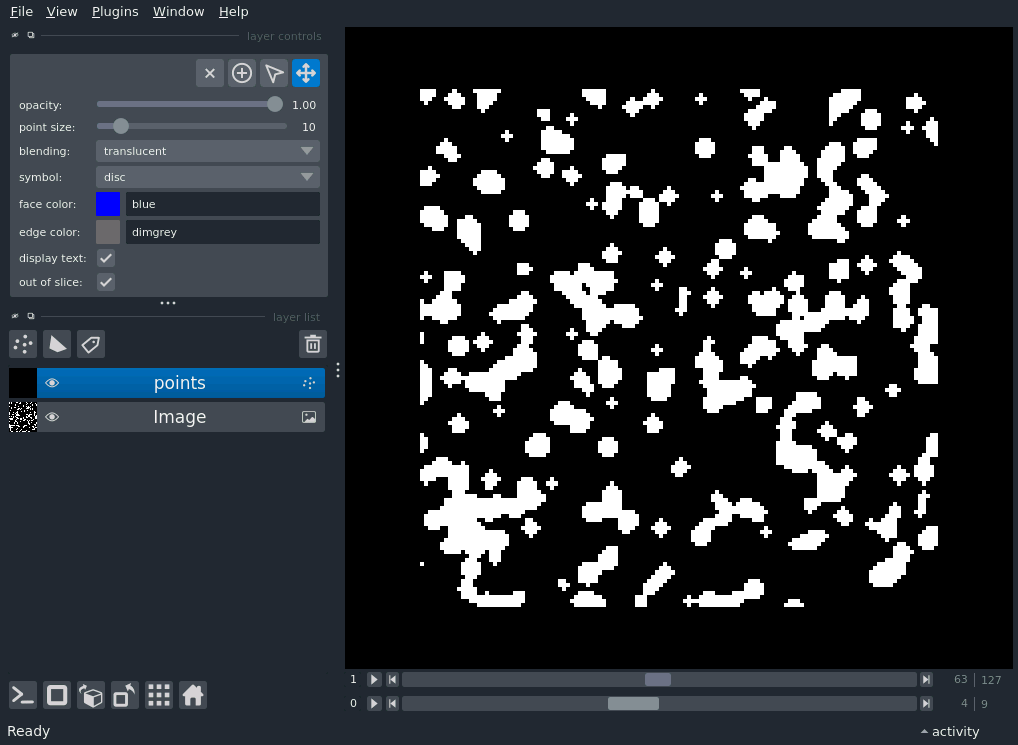 File View Plugins Window Help
layer controls
opacity: 1.00
point size: 10
blending: translucent
symbol: disc
face color: blue
edge color: dimgrey
display text:
out of slice:
layer list
points
Image
1 63 127
0 4 9
Ready activity